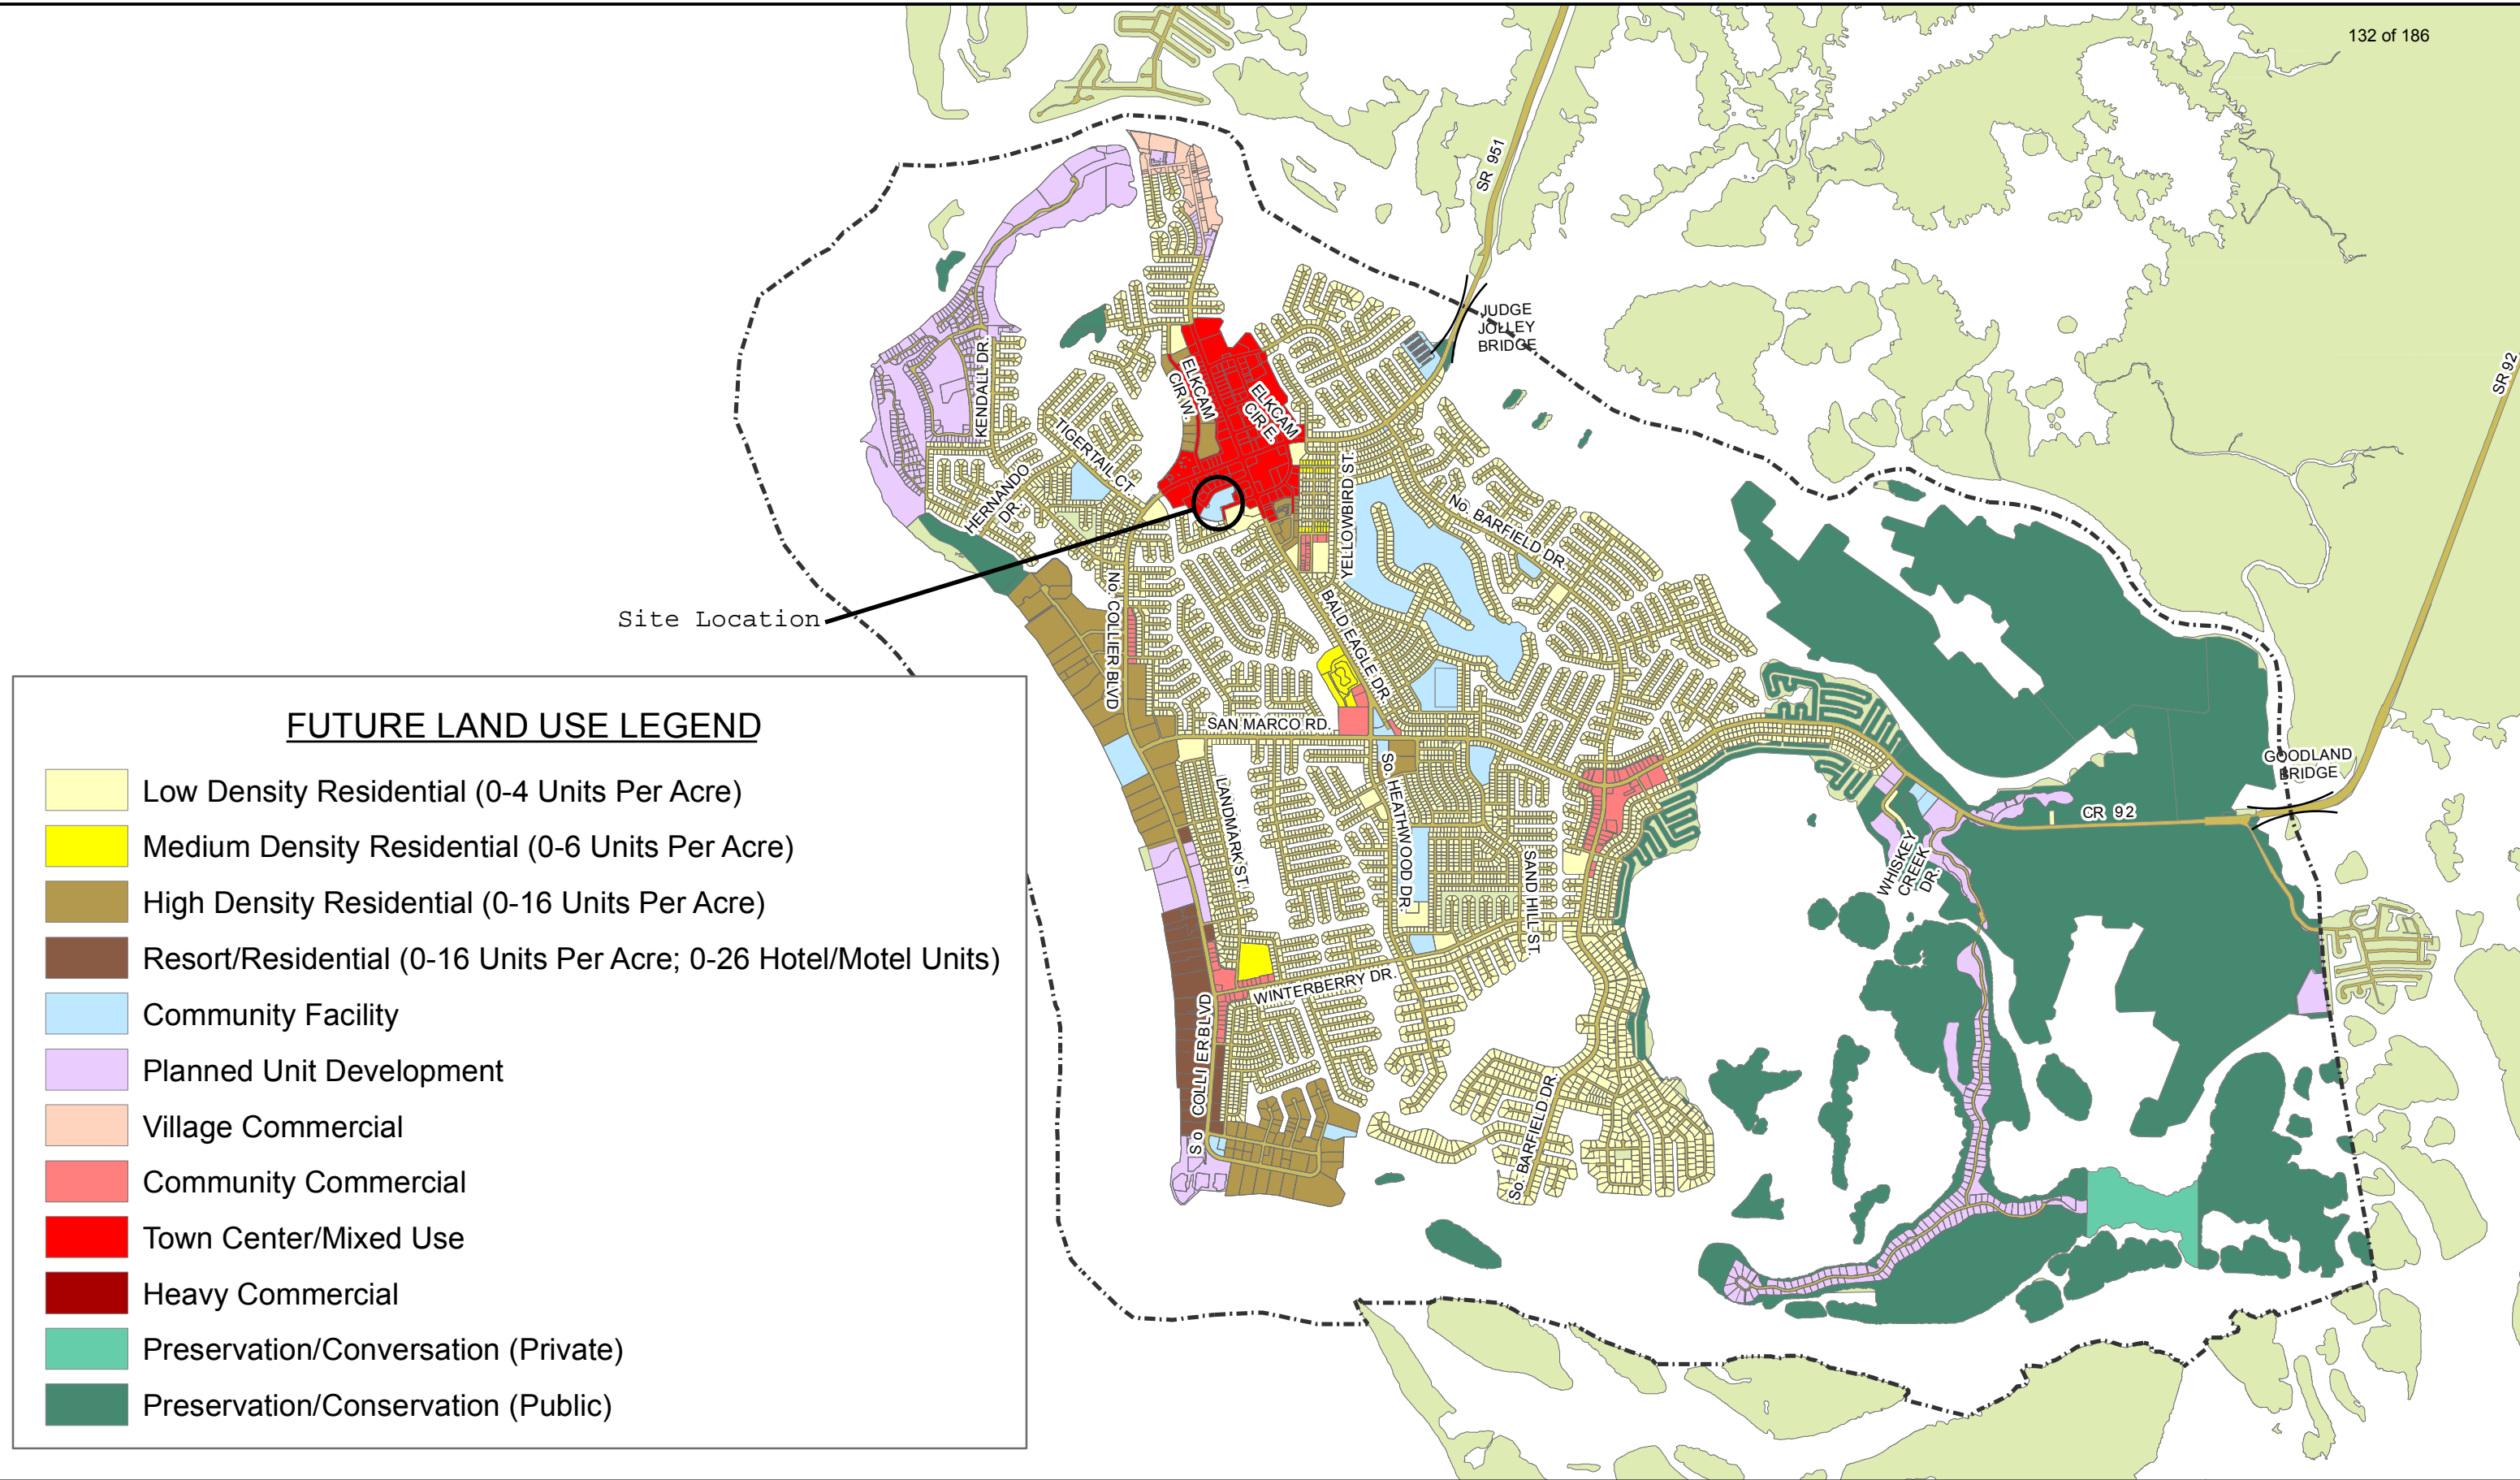 132 of 186
SR 951
JUDGE
JOLLEY
BRIDGE
SR 92
ELKCAM
CIR W.
ELKCAM
CIR E.
KENDALL DR.
TIGERTAIL CT.
HERNANDO
DR.
YELLOWBIRD ST.
No. BARFIELD DR.
No. COLLIER BLVD
BALD EAGLE DR
Site Location
SAN MARCO RD.
GOODLAND
BRIDGE
CR 92
LANDMARK ST.
So. HEATHWOOD DR.
SAND HILL ST.
WHISKEY
CREEK
DR.
WINTERBERRY DR.
So COLLIER BLVD
So. BARFIELD DR.
FUTURE LAND USE LEGEND
Low Density Residential (0-4 Units Per Acre)
Medium Density Residential (0-6 Units Per Acre)
High Density Residential (0-16 Units Per Acre)
Resort/Residential (0-16 Units Per Acre; 0-26 Hotel/Motel Units)
Community Facility
Planned Unit Development
Village Commercial
Community Commercial
Town Center/Mixed Use
Heavy Commercial
Preservation/Conversation (Private)
Preservation/Conservation (Public)